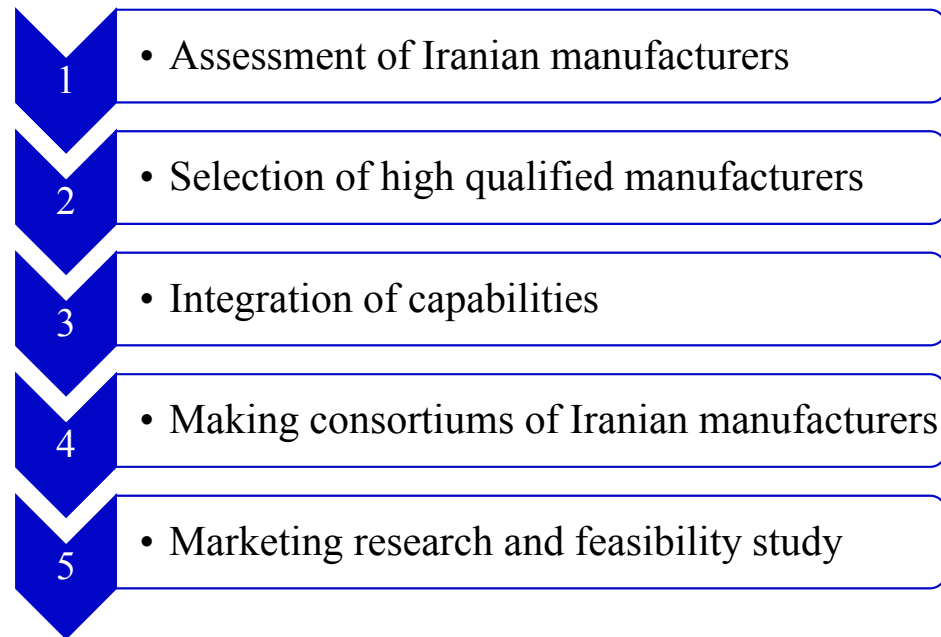 1
• Assessment of Iranian manufacturers
2
• Selection of high qualified manufacturers
3
• Integration of capabilities
4
• Making consortiums of Iranian manufacturers
5
• Marketing research and feasibility study